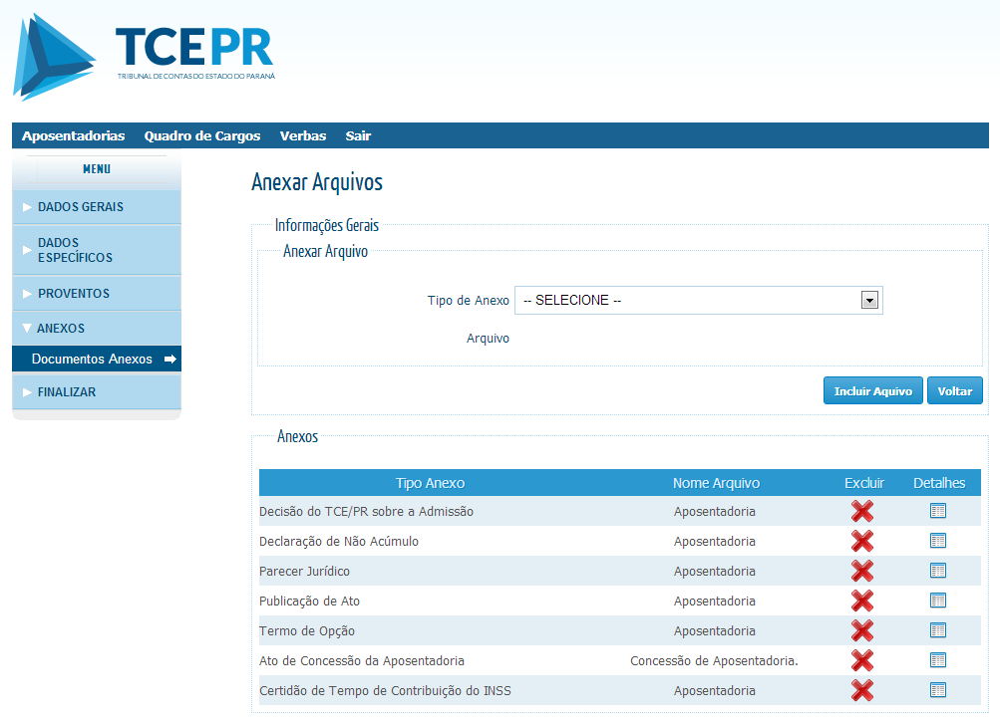 TCEPR
TRIBUNAL DE CONTAS DO ESTADO DO PARANÁ
Aposentadorias Quadro de Cargos Verbas Sair
MENU
DADOS GERAIS
DADOS
ESPECÍFICOS
PROVENTOS
ANEXOS
Documentos Anexos
FINALIZAR
Anexar Arquivos
Informações Gerais
Anexar Arquivo
Tipo de Anexo -- SELECIONE --
Arquivo
Incluir Aquivo Voltar
Anexos
Tipo Anexo Nome Arquivo Excluir Detalhes
Decisão do TCE/PR sobre a Admissão Aposentadoria
Declaração de Não Acúmulo Aposentadoria
Parecer Jurídico Aposentadoria
Publicação de Ato Aposentadoria
Termo de Opção Aposentadoria
Ato de Concessão da Aposentadoria Concessão de Aposentadoria.
Certidão de Tempo de Contribuição do INSS Aposentadoria